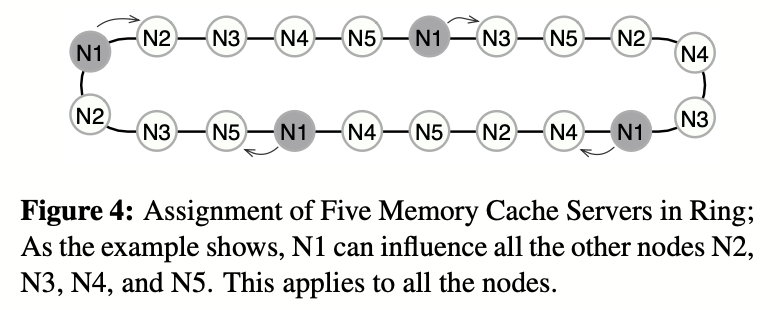 N1 N2 N3 N4 N5 N1 N3 N5 N2 N4
N2 N3 N5 N1 N4 N5 N2 N4 N1 N3
Figure 4: Assignment of Five Memory Cache Servers in Ring;
As the example shows, N1 can influence all the other nodes N2,
N3, N4, and N5. This applies to all the nodes.